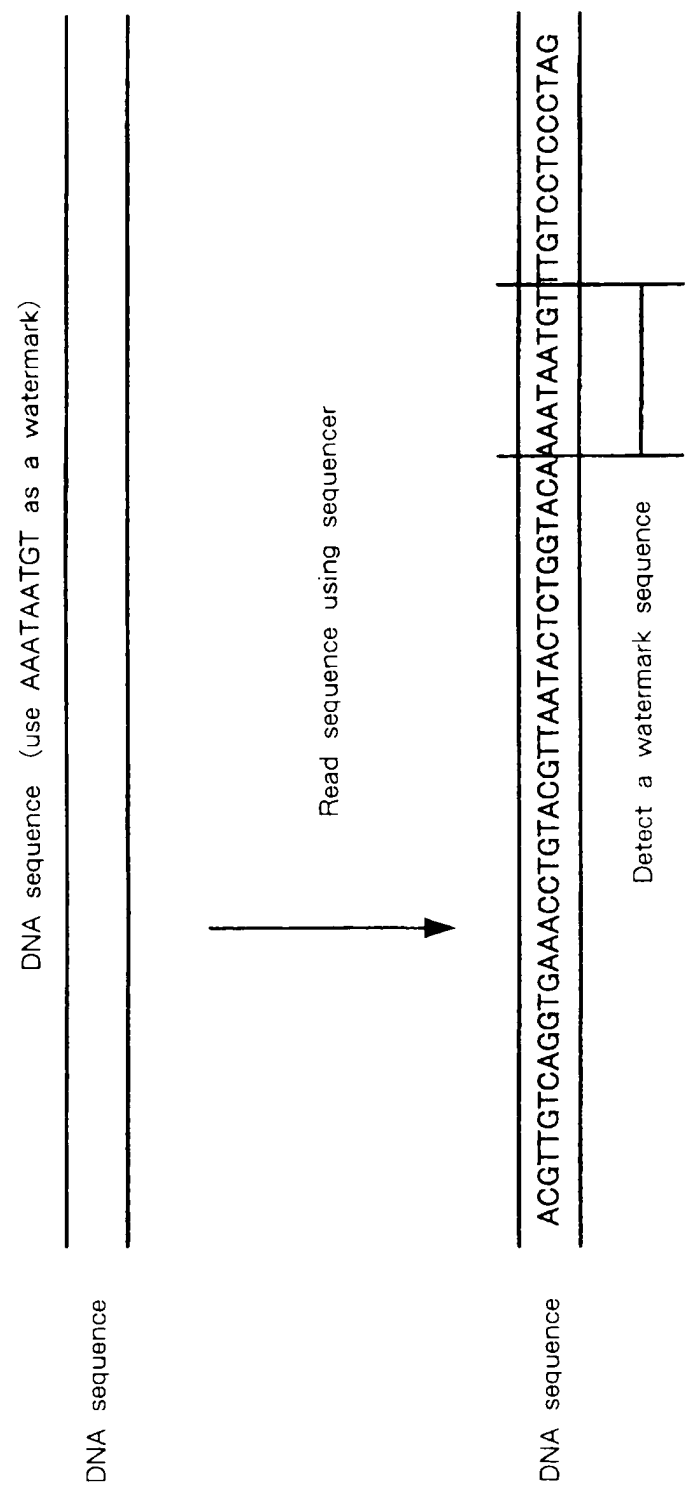 DNA sequence (use AAATAATGT as a watermark)
DNA sequence
Read sequence using sequencer
DNA sequence
ACGTTGTCAGGTGAAACCTGTACGTTAATACTCTGGTACAAAATAATGTTTGTCCTCCCTAG
Detect a watermark sequence